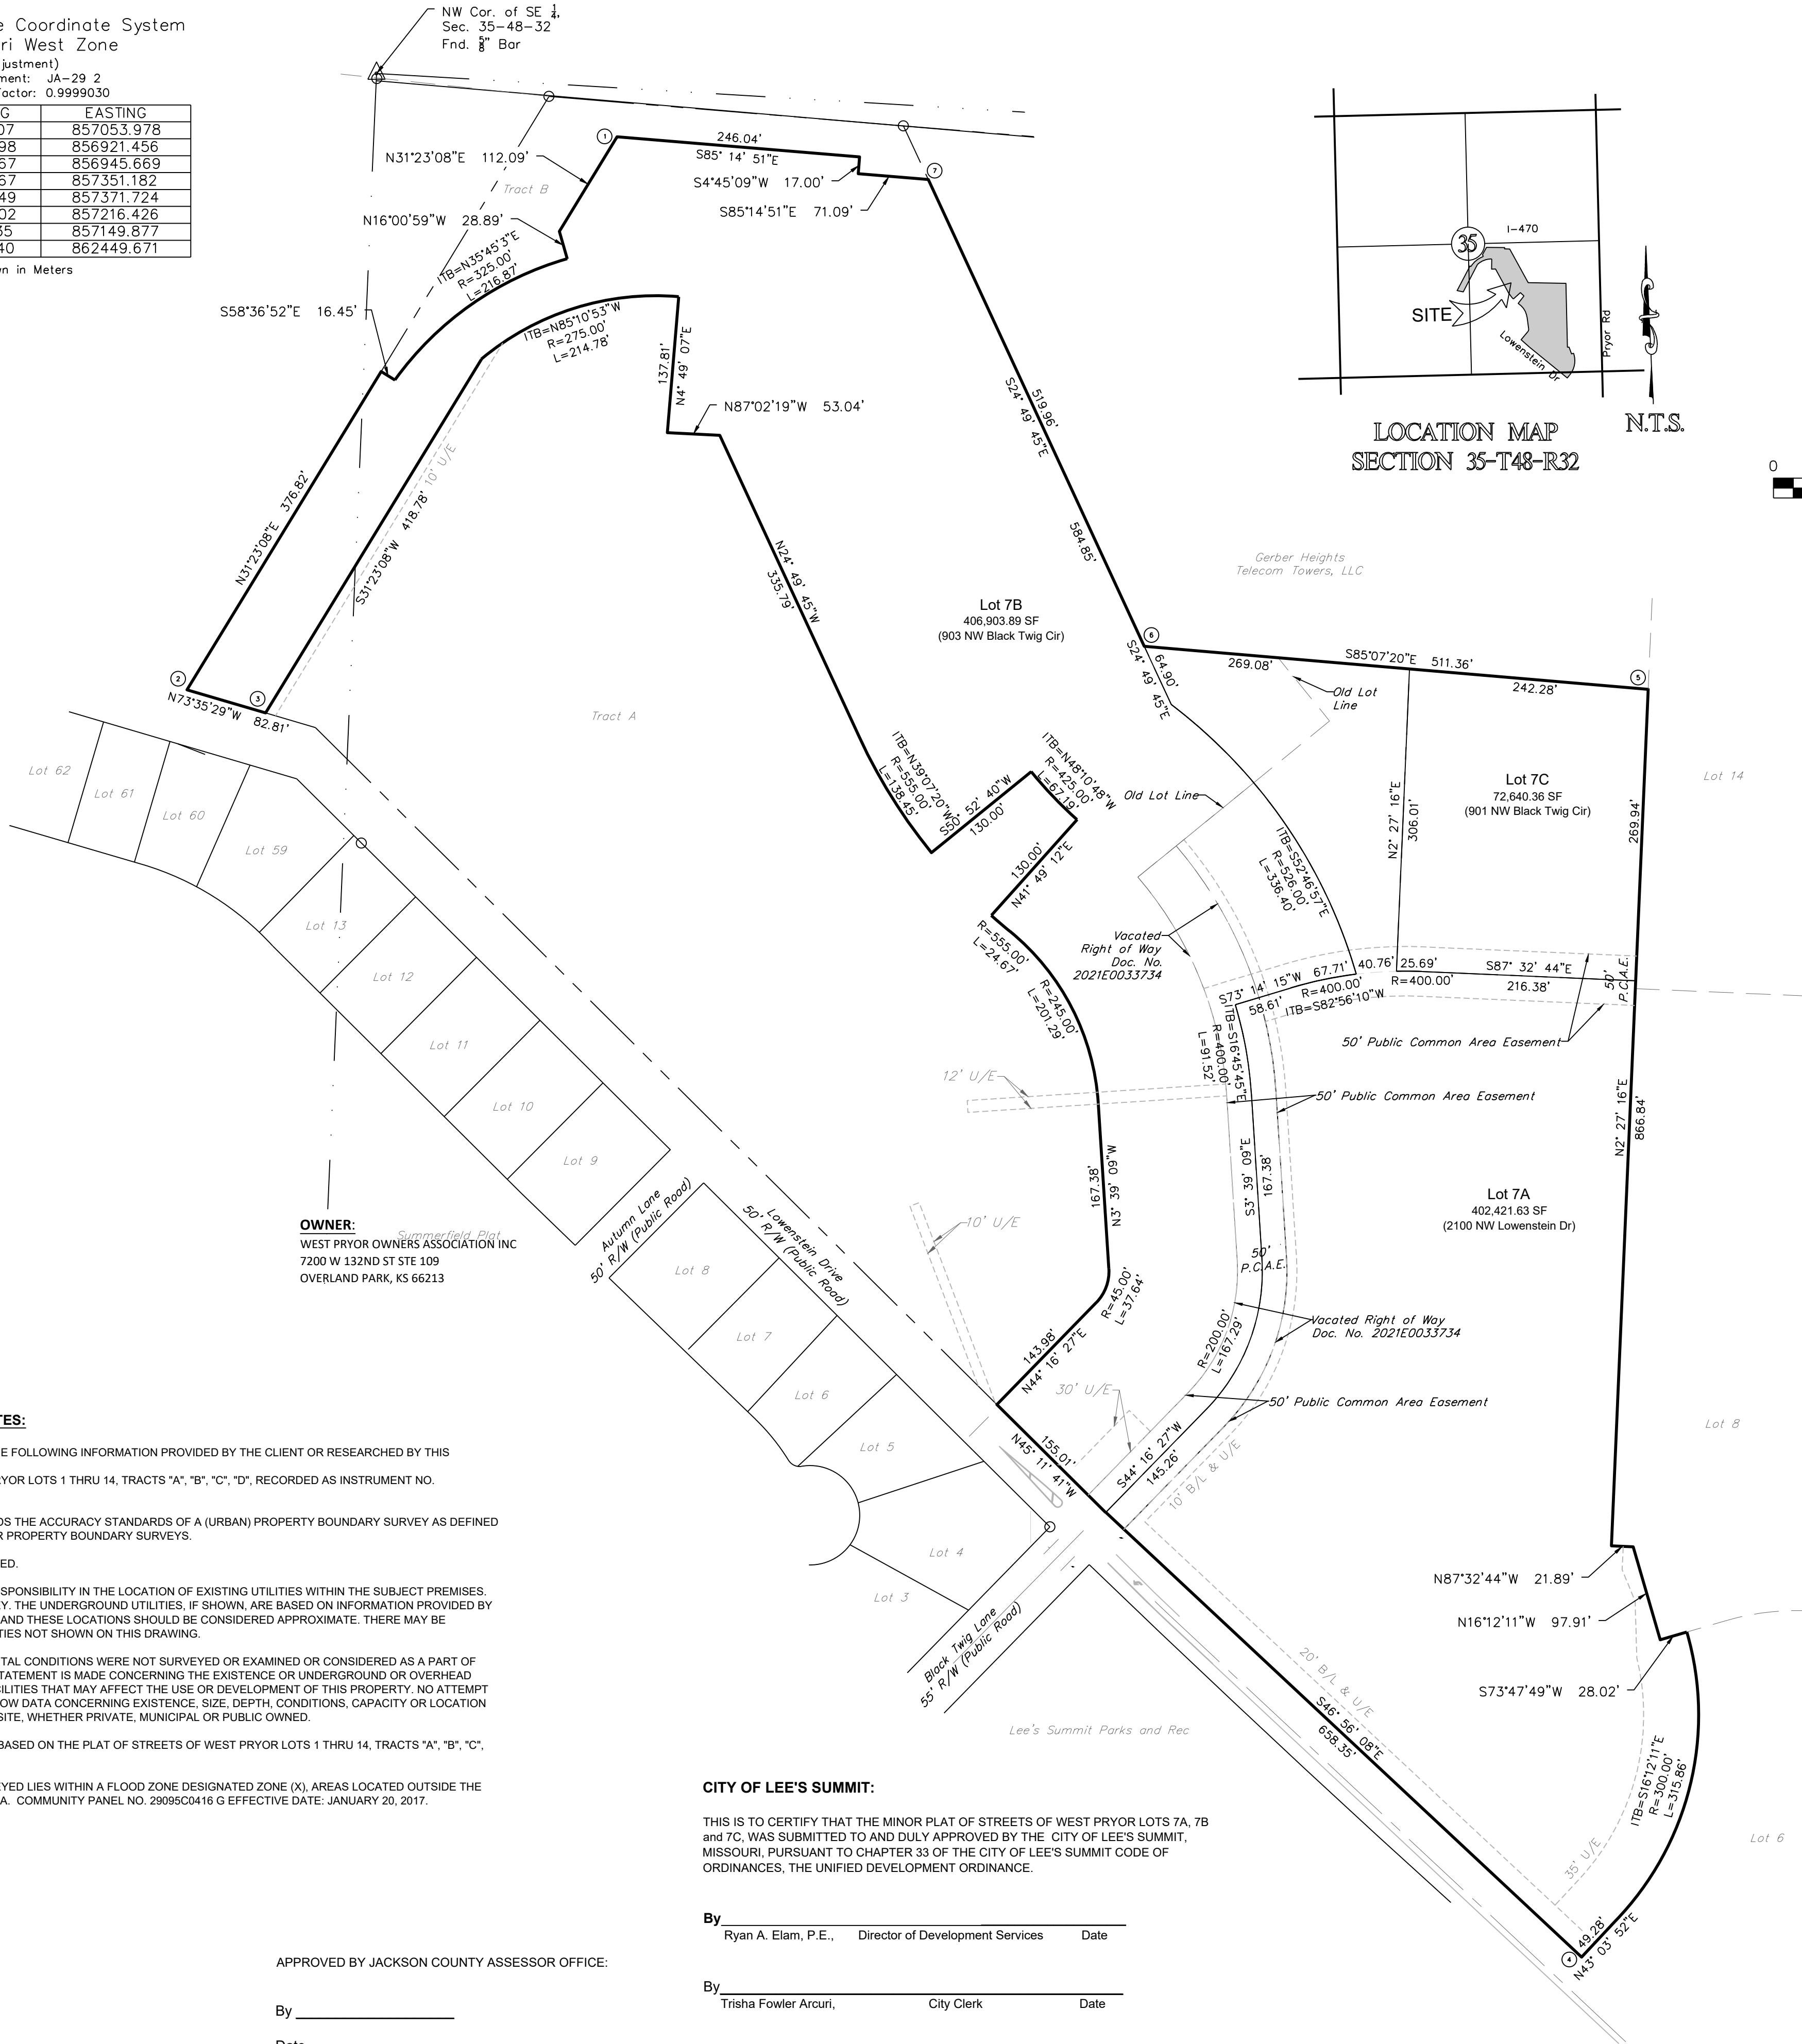 e Coordinate System
ri West Zone
justment)
ment: JA-29 2
actor: 0.9999030
G EASTING
07 857053.978
98 856921.456
67 856945.669
67 857351.182
49 857371.724
02 857216.426
35 857149.877
40 862449.671
wn in Meters
NW Cor. of SE 1/4,
Sec. 35-48-32
Fnd. 5/8" Bar
1
246.04'
S85° 14' 51"E
N31°23'08"E 112.09'
Tract B
S4°45'09"W 17.00'
7
S85°14'51"E 71.09'
N16°00'59"W 28.89'
ITB=N35°45'3"E
R=325.00'
L=216.87'
S58°36'52"E 16.45'
ITB=N85°10'53"W
R=275.00'
L=214.78'
137.81'
N4° 49' 07"E
N87°02'19"W 53.04'
519.96'
S24° 49' 45"E
584.85'
35
I-470
SITE
Lowenstein Dr
Pryor Rd
N.T.S.
LOCATION MAP
SECTION 35-T48-R32
0
N31°23'08"E 376.82'
S31°23'08"W 418.78'
10' U/E
N24° 49' 45"W
335.79'
Gerber Heights
Telecom Towers, LLC
Lot 7B
406,903.89 SF
(903 NW Black Twig Cir)
2
3
N73°35'29"W 82.81'
Tract A
6
S24° 49' 45"E
64.90'
269.08'
S85°07'20"E 511.36'
242.28'
5
Old Lot
Line
Old Lot Line
Lot 7C
72,640.36 SF
(901 NW Black Twig Cir)
Lot 14
N2° 27' 16"E
306.01'
269.94'
ITB=N39°07'20"W
R=555.00'
L=138.45'
S50° 52' 40"W
130.00'
ITB=N48°10'48"W
R=425.00'
L=67.19'
130.00'
N41° 49' 12"E
ITB=S52°46'57"E
R=526.00'
L=336.40'
R=555.00'
L=24.67'
R=245.00'
L=201.29'
Vacated
Right of Way
Doc. No.
2021E0033734
S73° 14' 15"W 67.71'
40.76'
25.69'
S87° 32' 44"E
58.61'
R=400.00'
R=400.00'
216.38'
ITB=S82°56'10"W
50'
P.C.A.E.
ITB=S16°45'45"E
R=400.00'
L=91.52'
50' Public Common Area Easement
50' Public Common Area Easement
12' U/E
Lot 62
Lot 61
Lot 60
Lot 59
Lot 13
Lot 12
Lot 11
Lot 10
Lot 9
N2° 27' 16"E
866.84'
167.38'
N3° 39' 09"W
S3° 39' 09"E
167.38'
Lot 7A
402,421.63 SF
(2100 NW Lowenstein Dr)
OWNER:
Summerfield Plat
WEST PRYOR OWNERS ASSOCIATION INC
7200 W 132ND ST STE 109
OVERLAND PARK, KS 66213
Autumn Lane
50' R/W (Public Road)
Lowenstein Drive
50' R/W (Public Road)
10' U/E
50'
P.C.A.E.
R=45.00'
L=37.64'
143.98'
N44° 16' 27"E
R=200.00'
L=167.29'
Vacated Right of Way
Doc. No. 2021E0033734
50' Public Common Area Easement
30' U/E
Lot 8
Lot 7
Lot 6
Lot 5
Lot 4
Lot 3
Lot 8
155.01'
N45° 11' 41"W
S44° 16' 27"W
145.26'
10' B/L & U/E
N87°32'44"W 21.89'
N16°12'11"W 97.91'
S73°47'49"W 28.02'
Black Twig Lane
55' R/W (Public Road)
20' B/L & U/E
S46° 56' 08"E
658.35'
ITB=S16°12'11"E
R=300.00'
L=315.86'
35' U/E
Lot 6
Lee's Summit Parks and Rec
49.28'
N43° 03' 52"E
4
TES:
E FOLLOWING INFORMATION PROVIDED BY THE CLIENT OR RESEARCHED BY THIS
RYOR LOTS 1 THRU 14, TRACTS "A", "B", "C", "D", RECORDED AS INSTRUMENT NO.
DS THE ACCURACY STANDARDS OF A (URBAN) PROPERTY BOUNDARY SURVEY AS DEFINED
R PROPERTY BOUNDARY SURVEYS.
ED.
SPONSIBILITY IN THE LOCATION OF EXISTING UTILITIES WITHIN THE SUBJECT PREMISES.
Y. THE UNDERGROUND UTILITIES, IF SHOWN, ARE BASED ON INFORMATION PROVIDED BY
AND THESE LOCATIONS SHOULD BE CONSIDERED APPROXIMATE. THERE MAY BE
TIES NOT SHOWN ON THIS DRAWING.
TAL CONDITIONS WERE NOT SURVEYED OR EXAMINED OR CONSIDERED AS A PART OF
TATEMENT IS MADE CONCERNING THE EXISTENCE OR UNDERGROUND OR OVERHEAD
CILITIES THAT MAY AFFECT THE USE OR DEVELOPMENT OF THIS PROPERTY. NO ATTEMPT
OW DATA CONCERNING EXISTENCE, SIZE, DEPTH, CONDITIONS, CAPACITY OR LOCATION
SITE, WHETHER PRIVATE, MUNICIPAL OR PUBLIC OWNED.
BASED ON THE PLAT OF STREETS OF WEST PRYOR LOTS 1 THRU 14, TRACTS "A", "B", "C",
EYED LIES WITHIN A FLOOD ZONE DESIGNATED ZONE (X), AREAS LOCATED OUTSIDE THE
A. COMMUNITY PANEL NO. 29095C0416 G EFFECTIVE DATE: JANUARY 20, 2017.
CITY OF LEE'S SUMMIT:
THIS IS TO CERTIFY THAT THE MINOR PLAT OF STREETS OF WEST PRYOR LOTS 7A, 7B
and 7C, WAS SUBMITTED TO AND DULY APPROVED BY THE CITY OF LEE'S SUMMIT,
MISSOURI, PURSUANT TO CHAPTER 33 OF THE CITY OF LEE'S SUMMIT CODE OF
ORDINANCES, THE UNIFIED DEVELOPMENT ORDINANCE.
By
Ryan A. Elam, P.E., Director of Development Services Date
By
Trisha Fowler Arcuri, City Clerk Date
APPROVED BY JACKSON COUNTY ASSESSOR OFFICE:
By